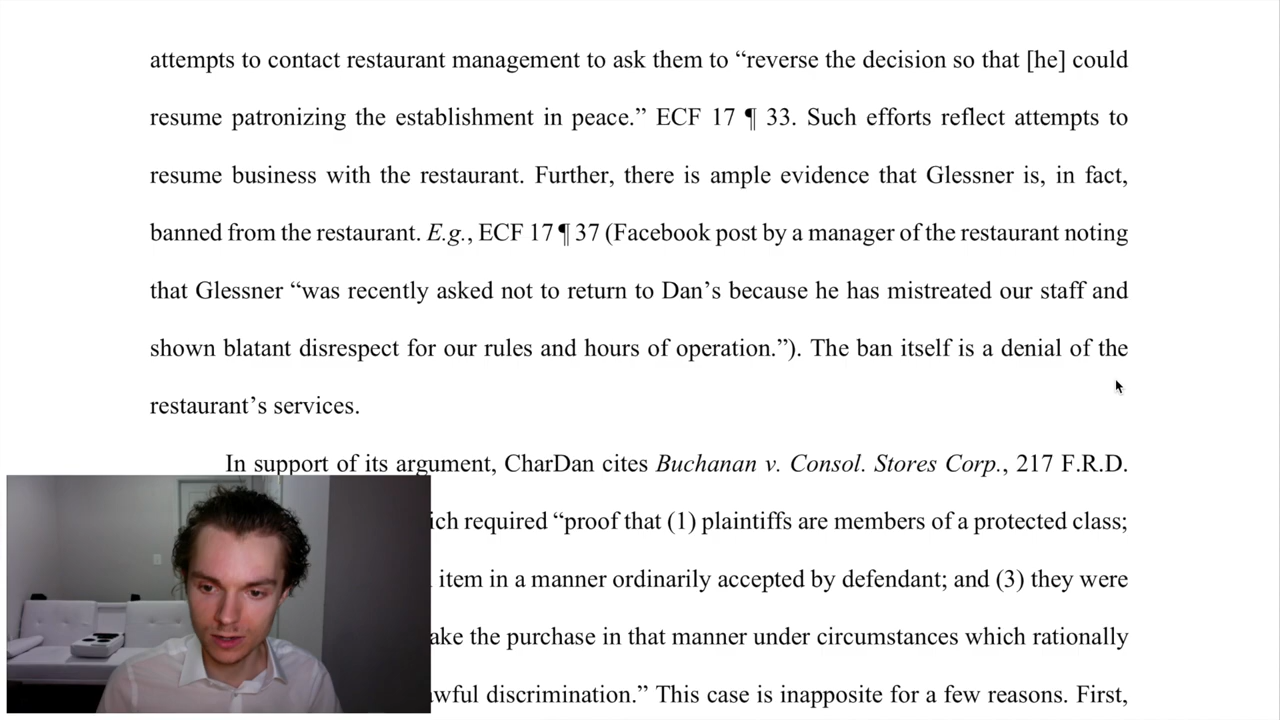 attempts to contact restaurant management to ask them to “reverse the decision so that [he] could
resume patronizing the establishment in peace.” ECF 17 ¶ 33. Such efforts reflect attempts to
resume business with the restaurant. Further, there is ample evidence that Glessner is, in fact,
banned from the restaurant. E.g., ECF 17 ¶ 37 (Facebook post by a manager of the restaurant noting
that Glessner “was recently asked not to return to Dan’s because he has mistreated our staff and
shown blatant disrespect for our rules and hours of operation.”). The ban itself is a denial of the
restaurant’s services.
In support of its argument, CharDan cites Buchanan v. Consol. Stores Corp., 217 F.R.D.
required “proof that (1) plaintiffs are members of a protected class;
item in a manner ordinarily accepted by defendant; and (3) they were
the purchase in that manner under circumstances which rationally
discrimination.” This case is inapposite for a few reasons. First,